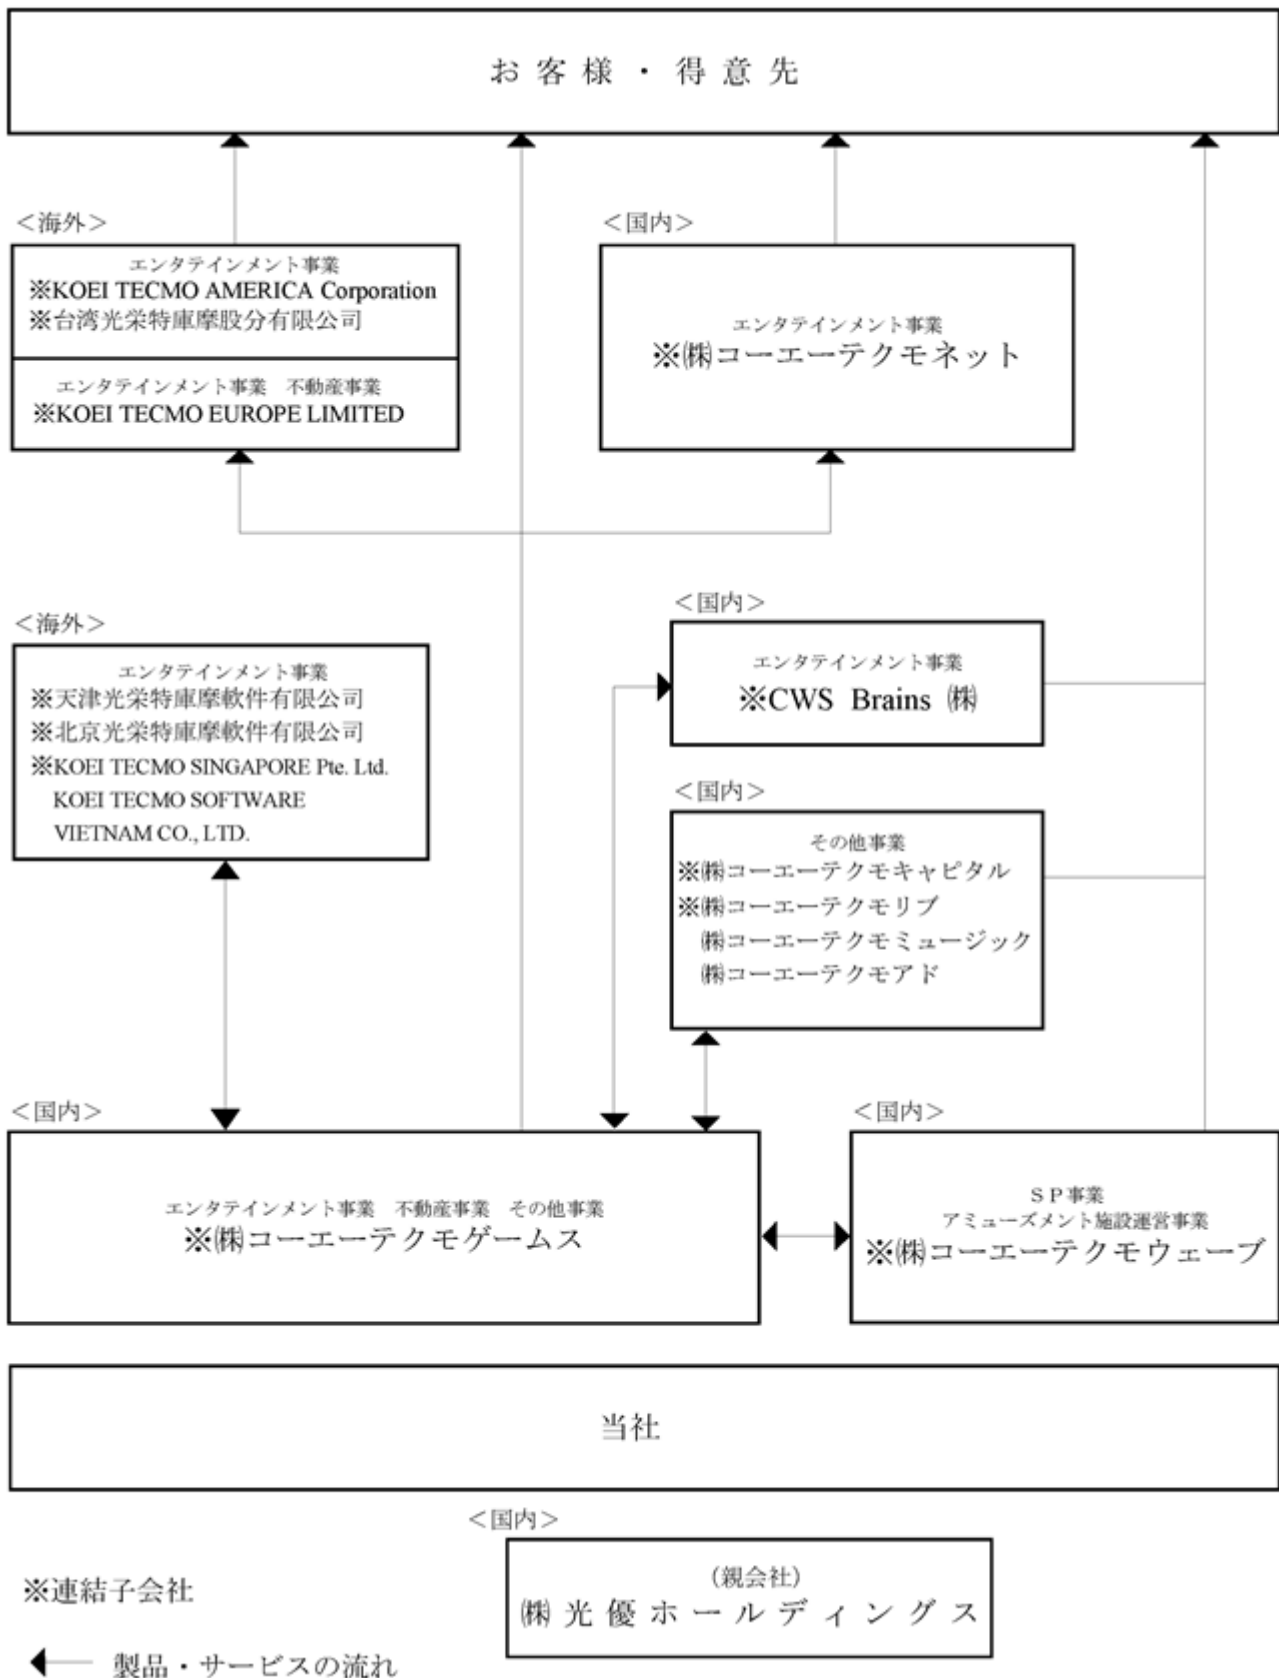 お客様・得意先
＜海外＞
エンタテインメント事業
※KOEI TECMO AMERICA Corporation
※台湾光栄特庫摩股分有限公司
エンタテインメント事業　不動産事業
※KOEI TECMO EUROPE LIMITED
＜国内＞
エンタテインメント事業
※㈱コーエーテクモネット
＜海外＞
エンタテインメント事業
※天津光栄特庫摩軟件有限公司
※北京光栄特庫摩軟件有限公司
※KOEI TECMO SINGAPORE Pte. Ltd.
KOEI TECMO SOFTWARE
VIETNAM CO., LTD.
＜国内＞
エンタテインメント事業
※CWS Brains ㈱
＜国内＞
その他事業
※㈱コーエーテクモキャピタル
※㈱コーエーテクモリブ
㈱コーエーテクモミュージック
㈱コーエーテクモアド
＜国内＞
エンタテインメント事業　不動産事業　その他事業
※㈱コーエーテクモゲームス
＜国内＞
ＳＰ事業
アミューズメント施設運営事業
※㈱コーエーテクモウェーブ
当社
＜国内＞
（親会社）
㈱光優ホールディングス
※連結子会社
製品・サービスの流れ